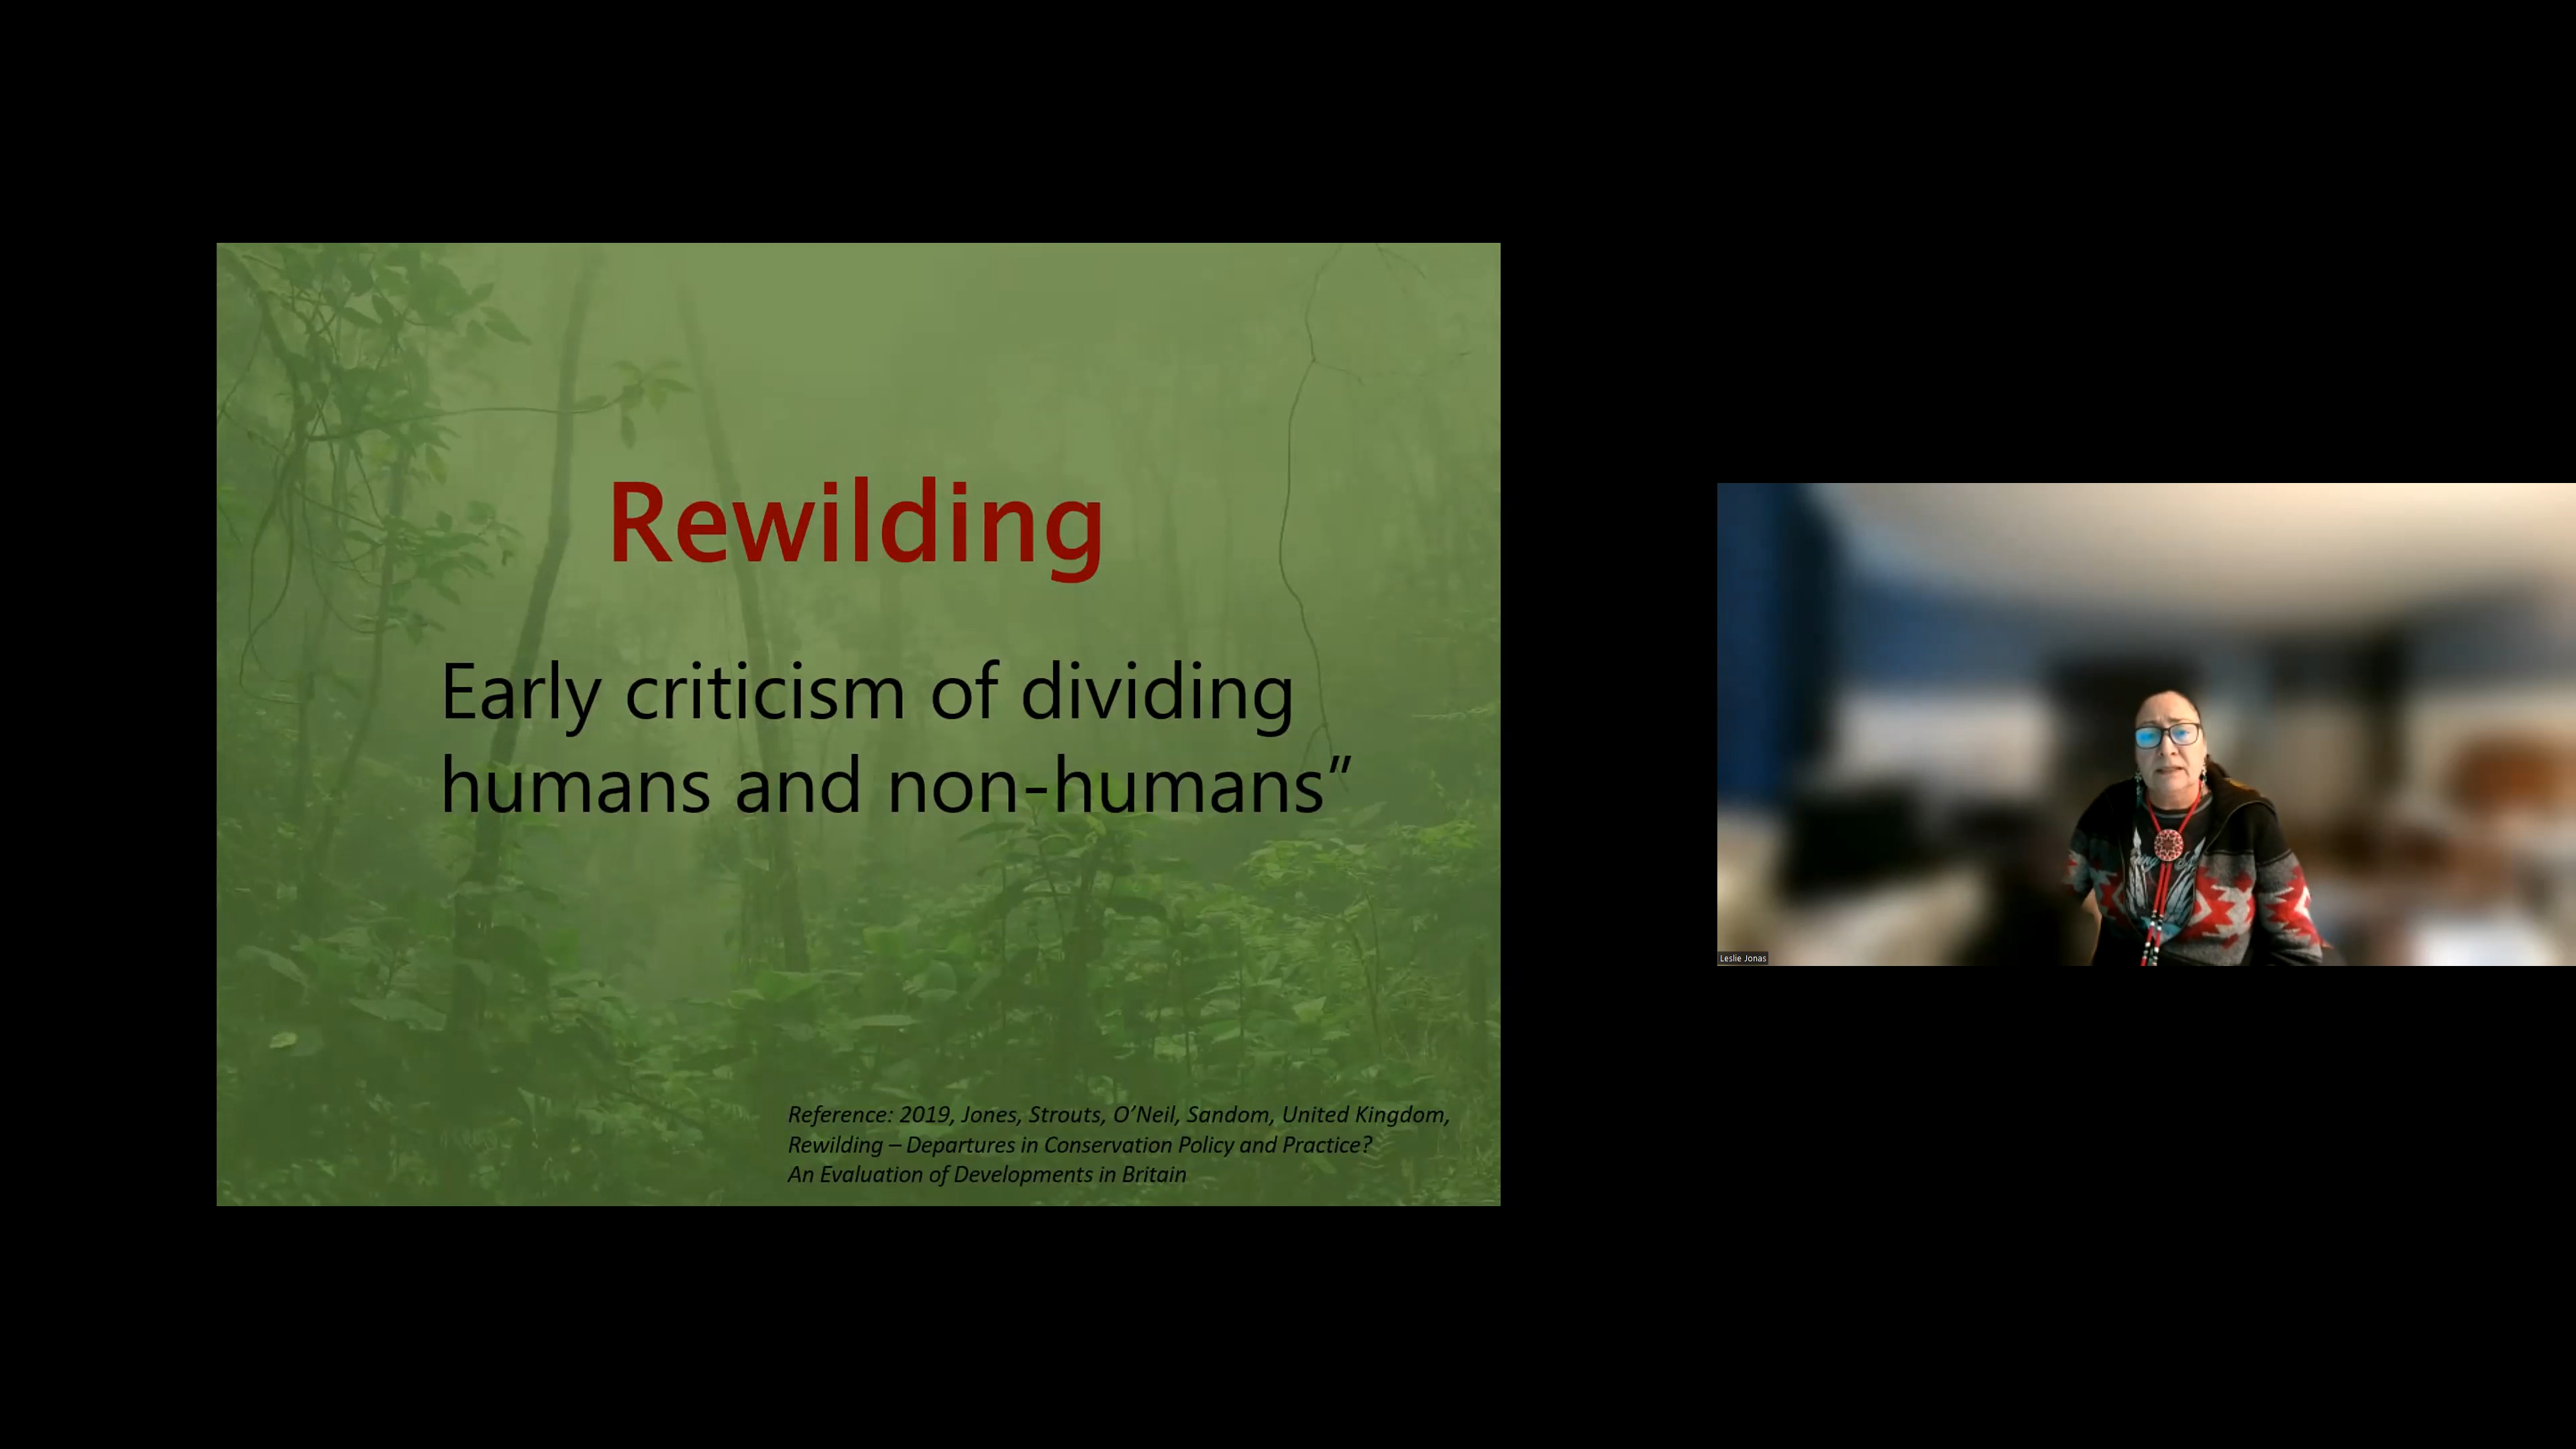 Rewilding
Early criticism of dividing
humans and non-humans”
Reference: 2019, Jones, Strouts, O’Neil, Sandom, United Kingdom,
Rewilding – Departures in Conservation Policy and Practice?
An Evaluation of Developments in Britain
Leslie Jonas